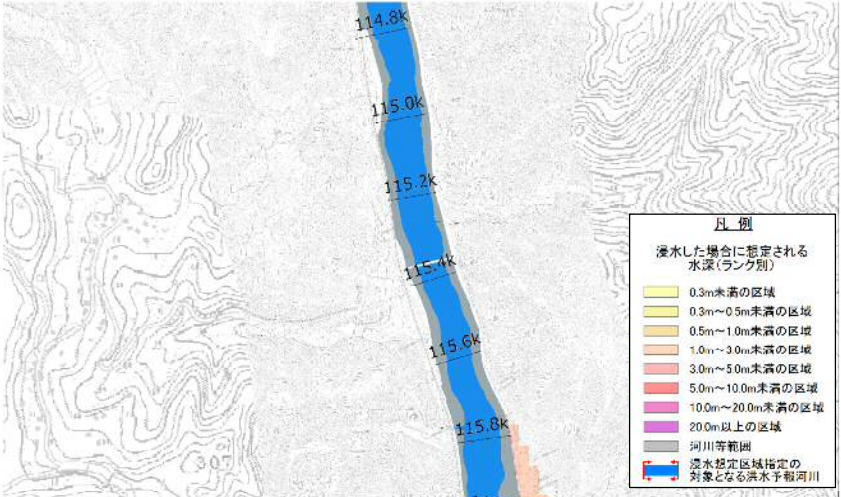 114.8k
115.0k
115.2k
115.4k
115.6k
115.8k
307
凡 例
浸水した場合に想定される
水深(ランク別)
0.3m未満の区域
0.3m～0.5m未満の区域
0.5m～1.0m未満の区域
1.0m～3.0m未満の区域
3.0m～5.0m未満の区域
5.0m～10.0m未満の区域
10.0m～20.0m未満の区域
20.0m以上の区域
河川等範囲
浸水想定区域指定の
対象となる洪水予報河川